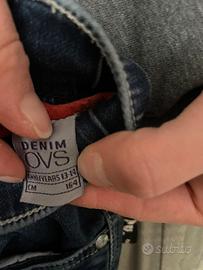 DENIM
OVS
ANNI/YEARS 13-14
CM 164
subito